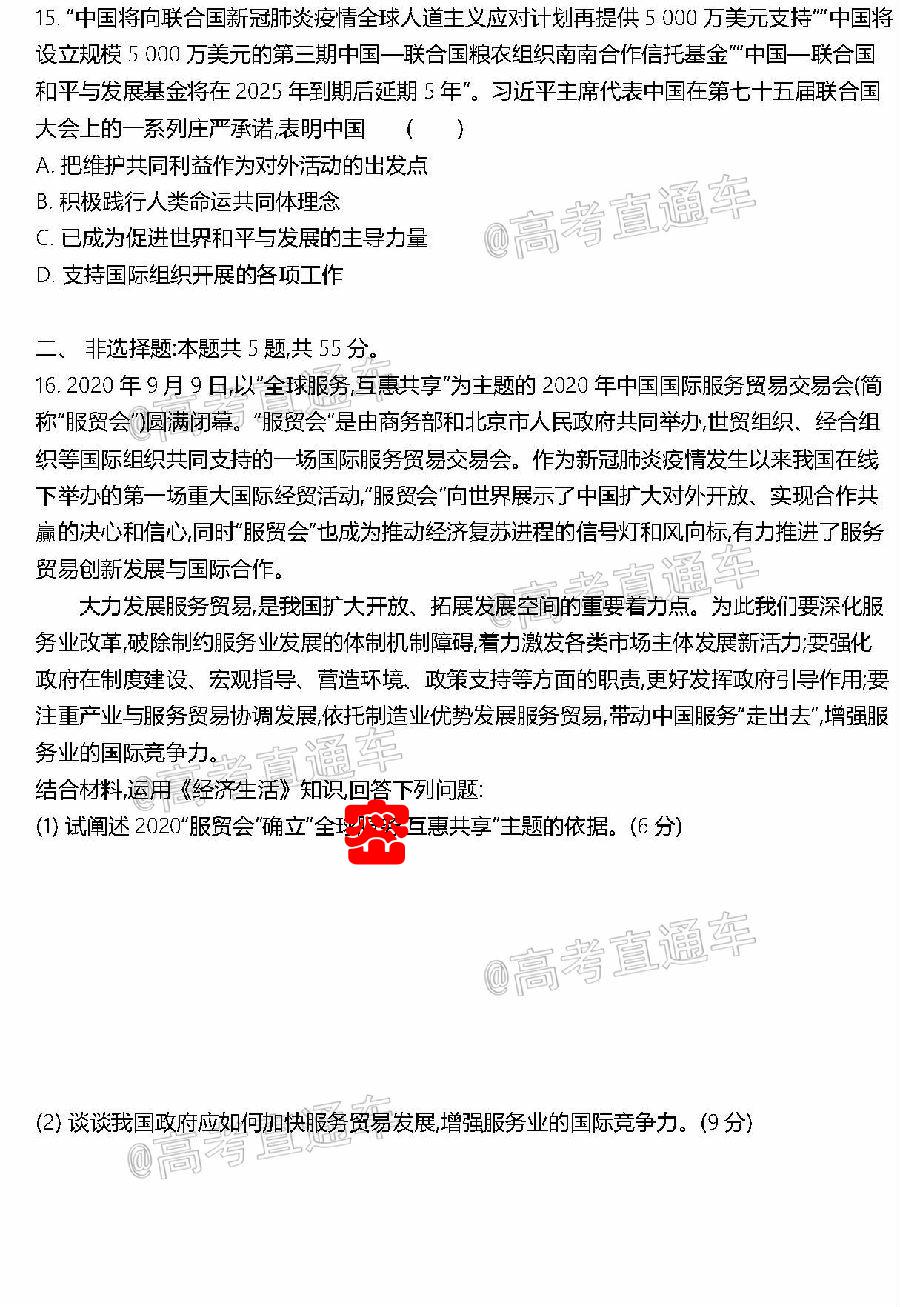 15. “中国将向联合国新冠肺炎疫情全球人道主义应对计划再提供 5 000 万美元支持”“中国将
设立规模 5 000 万美元的第三期中国—联合国粮农组织南南合作信托基金”“中国—联合国
和平与发展基金将在 2025 年到期后延期 5 年”。习近平主席代表中国在第七十五届联合国
大会上的一系列庄严承诺,表明中国 ( )
A. 把维护共同利益作为对外活动的出发点
B. 积极践行人类命运共同体理念
@高考直通车
C. 已成为促进世界和平与发展的主导力量
D. 支持国际组织开展的各项工作
二、 非选择题:本题共 5 题,共 55 分。
16. 2020 年 9 月 9 日,以“全球服务,互惠共享”为主题的 2020 年中国国际服务贸易交易会(简
@高考直通车
称“服贸会”)圆满闭幕。“服贸会”是由商务部和北京市人民政府共同举办,世贸组织、经合组
织等国际组织共同支持的一场国际服务贸易交易会。作为新冠肺炎疫情发生以来我国在线
下举办的第一场重大国际经贸活动,“服贸会”向世界展示了中国扩大对外开放、实现合作共
赢的决心和信心,同时“服贸会”也成为推动经济复苏进程的信号灯和风向标,有力推进了服务
贸易创新发展与国际合作。
@高考直通车
大力发展服务贸易,是我国扩大开放、拓展发展空间的重要着力点。为此我们要深化服
务业改革,破除制约服务业发展的体制机制障碍,着力激发各类市场主体发展新活力;要强化
政府在制度建设、宏观指导、营造环境、政策支持等方面的职责,更好发挥政府引导作用;要
注重产业与服务贸易协调发展,依托制造业优势发展服务贸易,带动中国服务“走出去”,增强服
务业的国际竞争力。
@高考直通车
结合材料,运用《经济生活》知识,回答下列问题:
(1) 试阐述 2020“服贸会”确立“全球服务,互惠共享”主题的依据。(6 分)
@高考直通车
(2) 谈谈我国政府应如何加快服务贸易发展,增强服务业的国际竞争力。(9 分)
@高考直通车